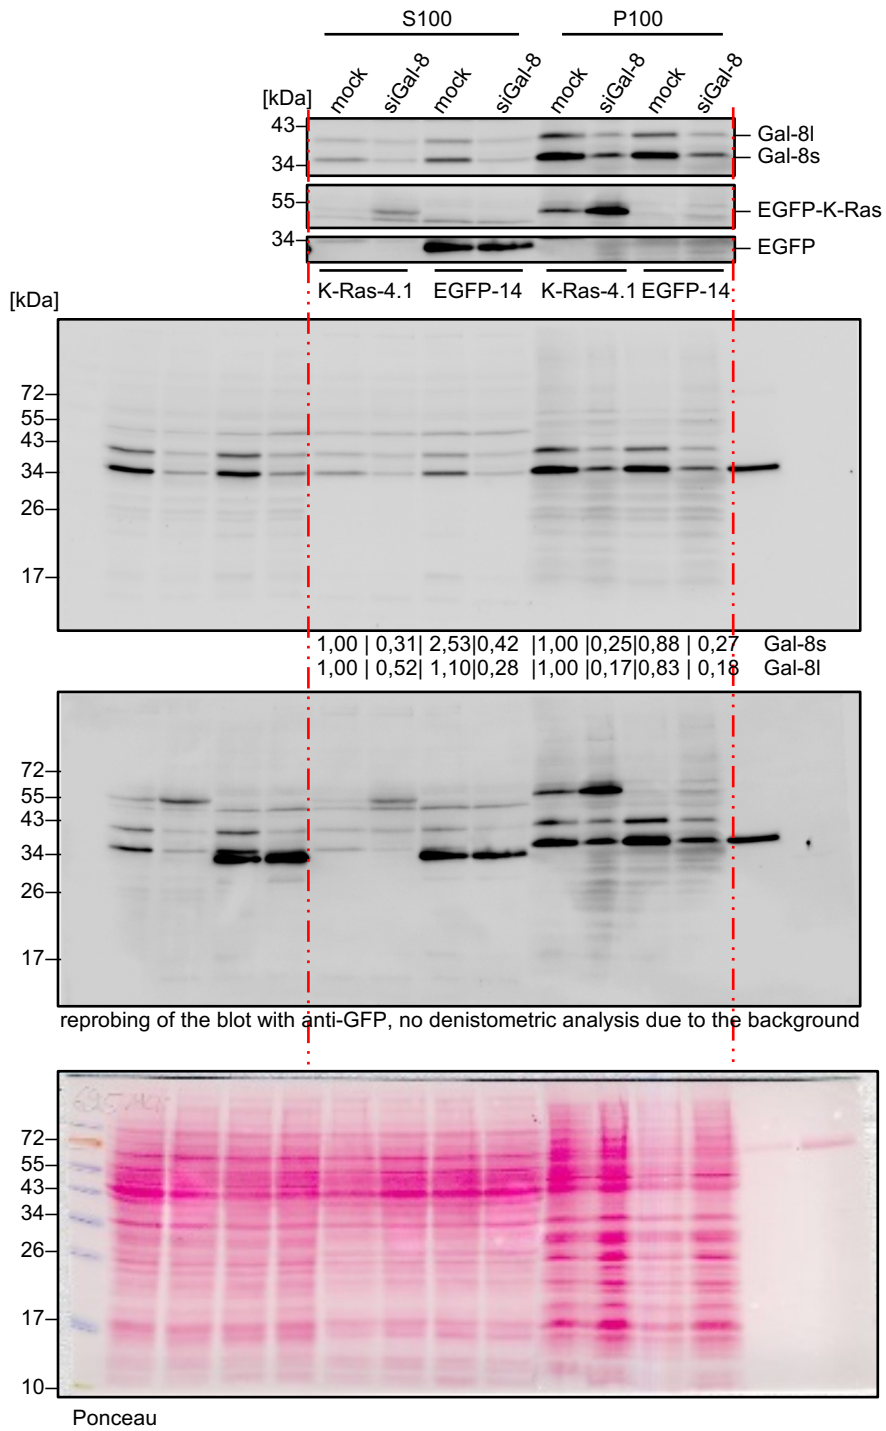 S100 P100
mock siGal-8 mock siGal-8 mock siGal-8 mock siGal-8
[kDa]
43 Gal-8l
34 Gal-8s
55 EGFP-K-Ras
34 EGFP
K-Ras-4.1 EGFP-14 K-Ras-4.1 EGFP-14
[kDa]
72
55
43
34
26
17
1,00 | 0,31| 2,53|0,42 |1,00 |0,25|0,88 | 0,27 Gal-8s
1,00 | 0,52| 1,10|0,28 |1,00 |0,17|0,83 | 0,18 Gal-8l
72
55
43
34
26
17
reprobing of the blot with anti-GFP, no denistometric analysis due to the background
72
55
43
34
26
17
10
Ponceau